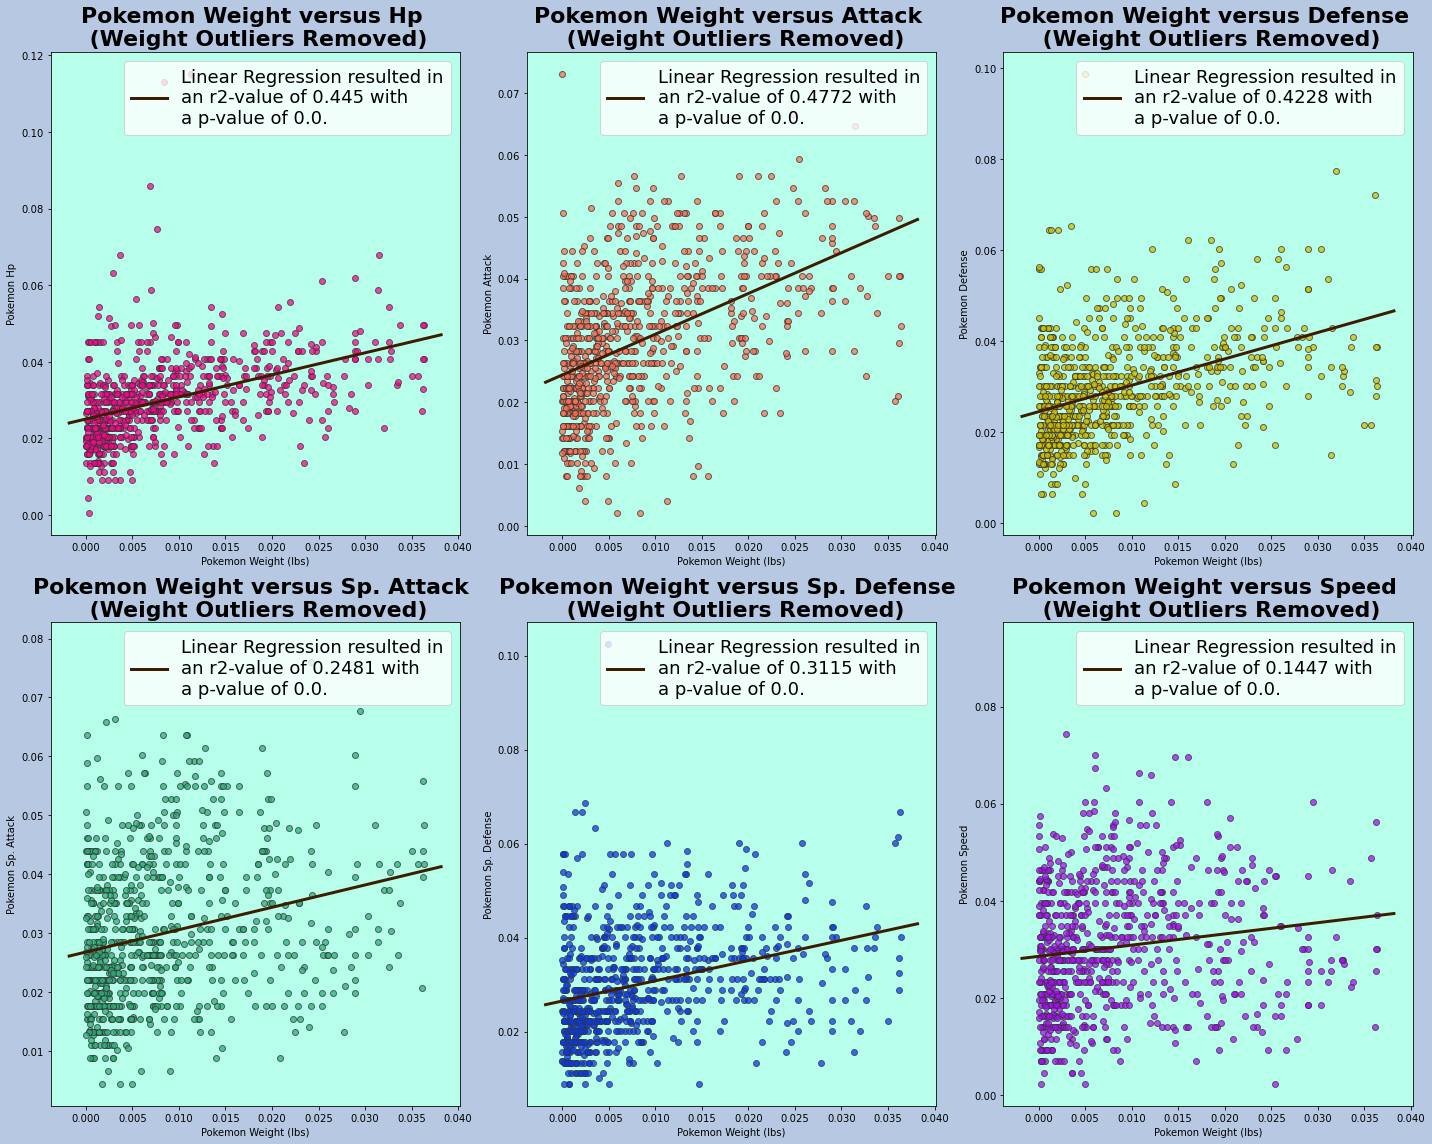 Pokemon Weight versus Hp
(Weight Outliers Removed)
Linear Regression resulted in
an r2-value of 0.445 with
a p-value of 0.0.
Pokemon Hp
0.12
0.10
0.08
0.06
0.04
0.02
0.00
0.000 0.005 0.010 0.015 0.020 0.025 0.030 0.035 0.040
Pokemon Weight (lbs)
Pokemon Weight versus Attack
(Weight Outliers Removed)
Linear Regression resulted in
an r2-value of 0.4772 with
a p-value of 0.0.
Pokemon Attack
0.07
0.06
0.05
0.04
0.03
0.02
0.01
0.00
0.000 0.005 0.010 0.015 0.020 0.025 0.030 0.035 0.040
Pokemon Weight (lbs)
Pokemon Weight versus Defense
(Weight Outliers Removed)
Linear Regression resulted in
an r2-value of 0.4228 with
a p-value of 0.0.
Pokemon Defense
0.10
0.08
0.06
0.04
0.02
0.00
0.000 0.005 0.010 0.015 0.020 0.025 0.030 0.035 0.040
Pokemon Weight (lbs)
Pokemon Weight versus Sp. Attack
(Weight Outliers Removed)
Linear Regression resulted in
an r2-value of 0.2481 with
a p-value of 0.0.
Pokemon Sp. Attack
0.08
0.07
0.06
0.05
0.04
0.03
0.02
0.01
0.000 0.005 0.010 0.015 0.020 0.025 0.030 0.035 0.040
Pokemon Weight (lbs)
Pokemon Weight versus Sp. Defense
(Weight Outliers Removed)
Linear Regression resulted in
an r2-value of 0.3115 with
a p-value of 0.0.
Pokemon Sp. Defense
0.10
0.08
0.06
0.04
0.02
0.000 0.005 0.010 0.015 0.020 0.025 0.030 0.035 0.040
Pokemon Weight (lbs)
Pokemon Weight versus Speed
(Weight Outliers Removed)
Linear Regression resulted in
an r2-value of 0.1447 with
a p-value of 0.0.
Pokemon Speed
0.08
0.06
0.04
0.02
0.00
0.000 0.005 0.010 0.015 0.020 0.025 0.030 0.035 0.040
Pokemon Weight (lbs)